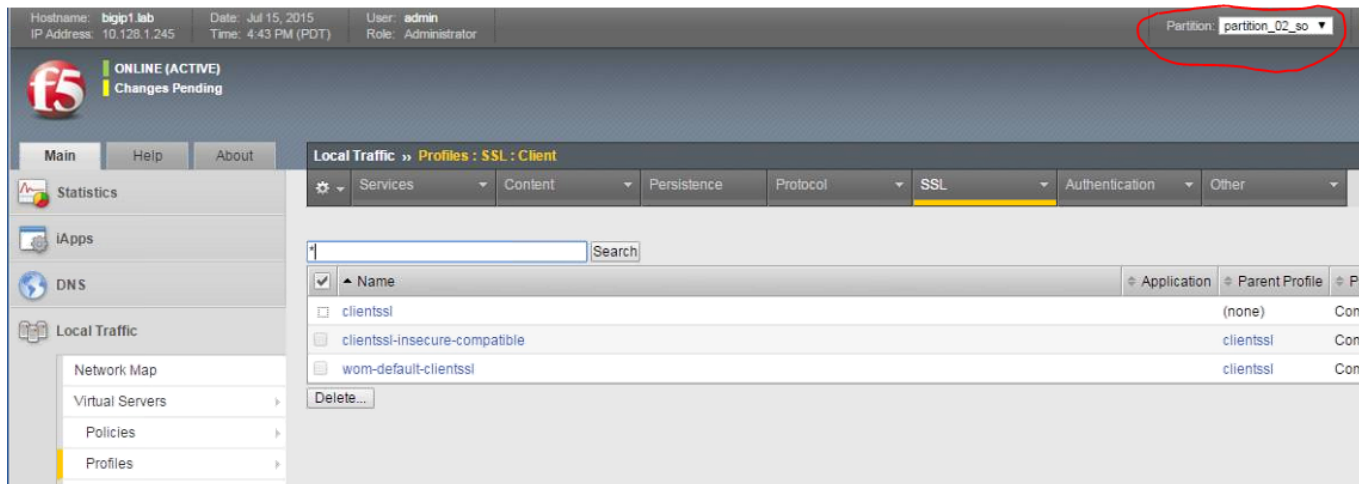 Hostname: bigip1.lab Date: Jul 15, 2015 User: admin
IP Address: 10.128.1.245 Time: 4:43 PM (PDT) Role: Administrator
Partition: partition_02_so
f5
ONLINE (ACTIVE)
Changes Pending
Main Help About
Local Traffic ›› Profiles : SSL : Client
Services Content Persistence Protocol SSL Authentication Other
Statistics
iApps
DNS
Local Traffic
Network Map
Virtual Servers
Policies
Profiles
* Search
Name Application Parent Profile P
clientssl (none) Con
clientssl-insecure-compatible clientssl Con
wom-default-clientssl clientssl Con
Delete...